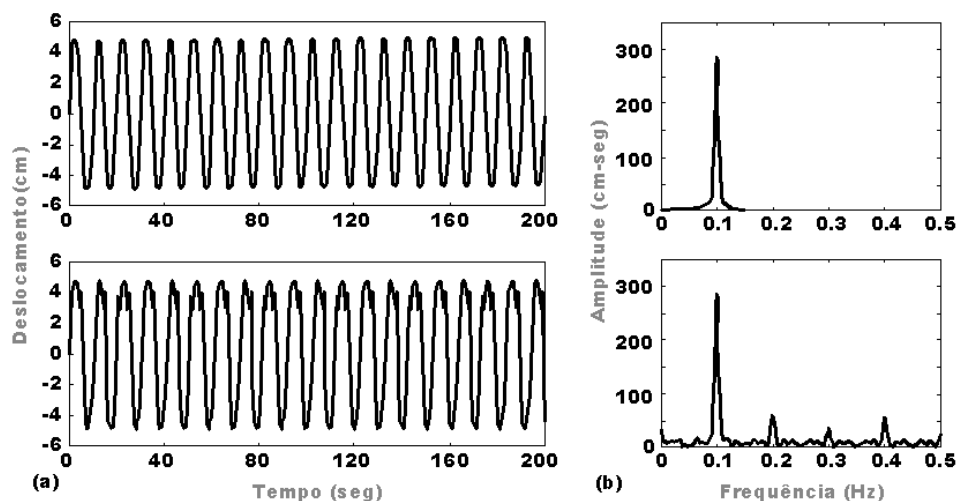 Deslocamento(cm)
6
4
2
0
-2
-4
-6
0 40 80 120 160 200
6
4
2
0
-2
-4
-6
0 40 80 120 160 200
(a)
Tempo (seg)
Amplitude (cm-seg)
300
200
100
0
0 0.1 0.2 0.3 0.4 0.5
300
200
100
0
0 0.1 0.2 0.3 0.4 0.5
(b)
Frequência (Hz)